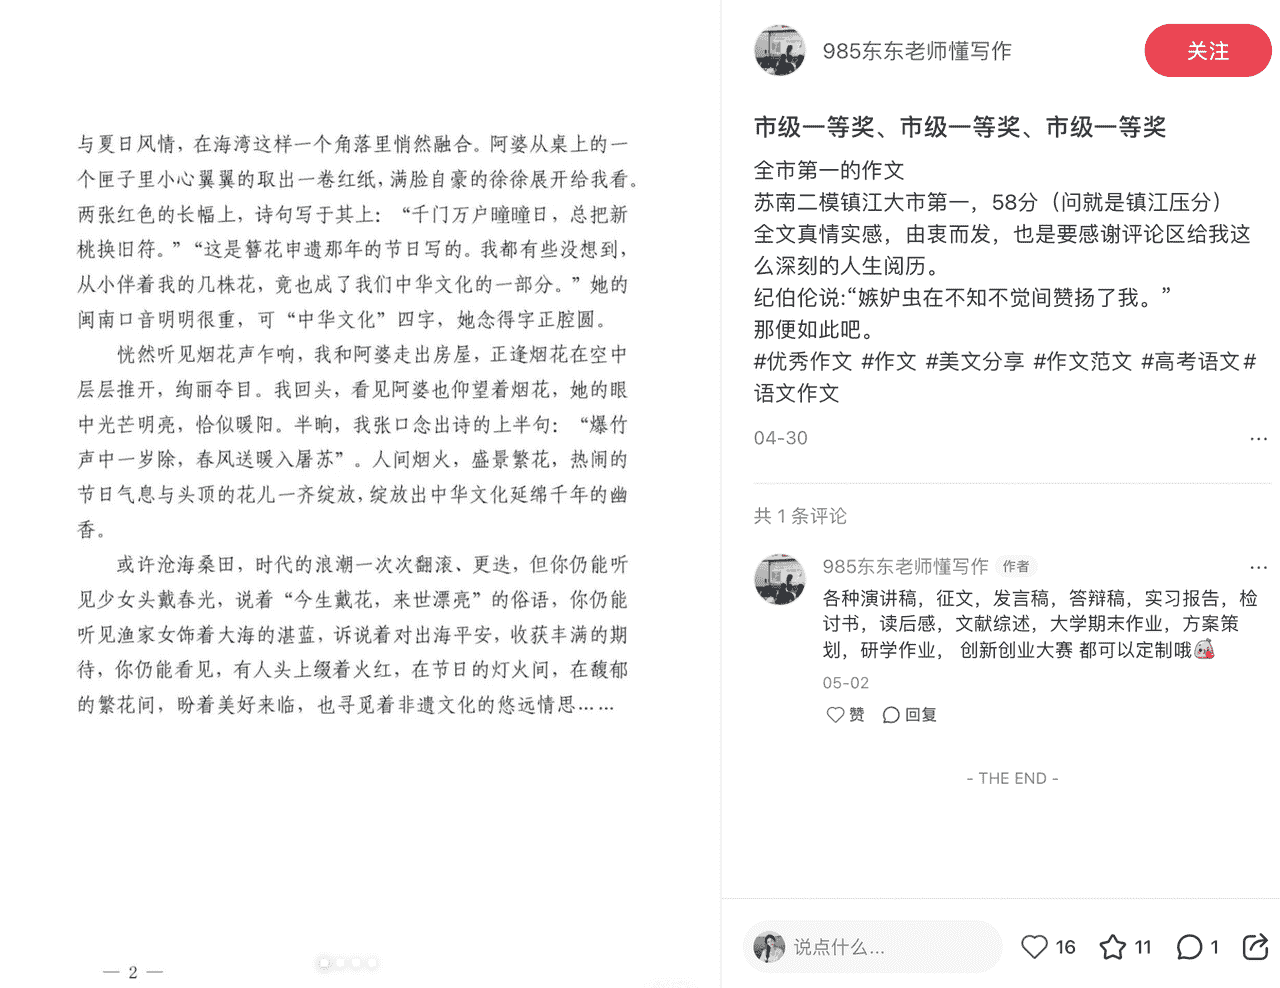 与夏日风情，在海湾这样一个角落里悄然融合。阿婆从桌上的一
个匣子里小心翼翼的取出一卷红纸，满脸自豪的徐徐展开给我看。
两张红色的长幅上，诗句写于其上：“千门万户曈曈日，总把新
桃换旧符。”“这是簪花申遗那年的节日写的。我都有些没想到，
从小伴着我的几株花，竟也成了我们中华文化的一部分。”她的
闽南口音明明很重，可“中华文化”四字，她念得字正腔圆。
恍然听见烟花声乍响，我和阿婆走出房屋，正逢烟花在空中
层层推开，绚丽夺目。我回头，看见阿婆也仰望着烟花，她的眼
中光芒明亮，恰似暖阳。半晌，我张口念出诗的上半句：“爆竹
声中一岁除，春风送暖入屠苏”。人间烟火，盛景繁花，热闹的
节日气息与头顶的花儿一齐绽放，绽放出中华文化延绵千年的幽
香。
或许沧海桑田，时代的浪潮一次次翻滚、更迭，但你仍能听
见少女头戴春光，说着“今生戴花，来世漂亮”的俗语，你仍能
听见渔家女饰着大海的湛蓝，诉说着对出海平安，收获丰满的期
待，你仍能看见，有人头上缀着火红，在节日的灯火间，在馥郁
的繁花间，盼着美好来临，也寻觅着非遗文化的悠远情思……
— 2 —
985东东老师懂写作
关注
市级一等奖、市级一等奖、市级一等奖
全市第一的作文
苏南二模镇江大市第一，58分（问就是镇江压分）
全文真情实感，由衷而发，也是要感谢评论区给我这
么深刻的人生阅历。
纪伯伦说:“嫉妒虫在不知不觉间赞扬了我。”
那便如此吧。
#优秀作文 #作文 #美文分享 #作文范文 #高考语文#
语文作文
04-30
共 1 条评论
985东东老师懂写作 作者
各种演讲稿，征文，发言稿，答辩稿，实习报告，检
讨书，读后感，文献综述，大学期末作业，方案策
划，研学作业， 创新创业大赛 都可以定制哦
05-02
赞 回复
- THE END -
说点什么... 16 11 1